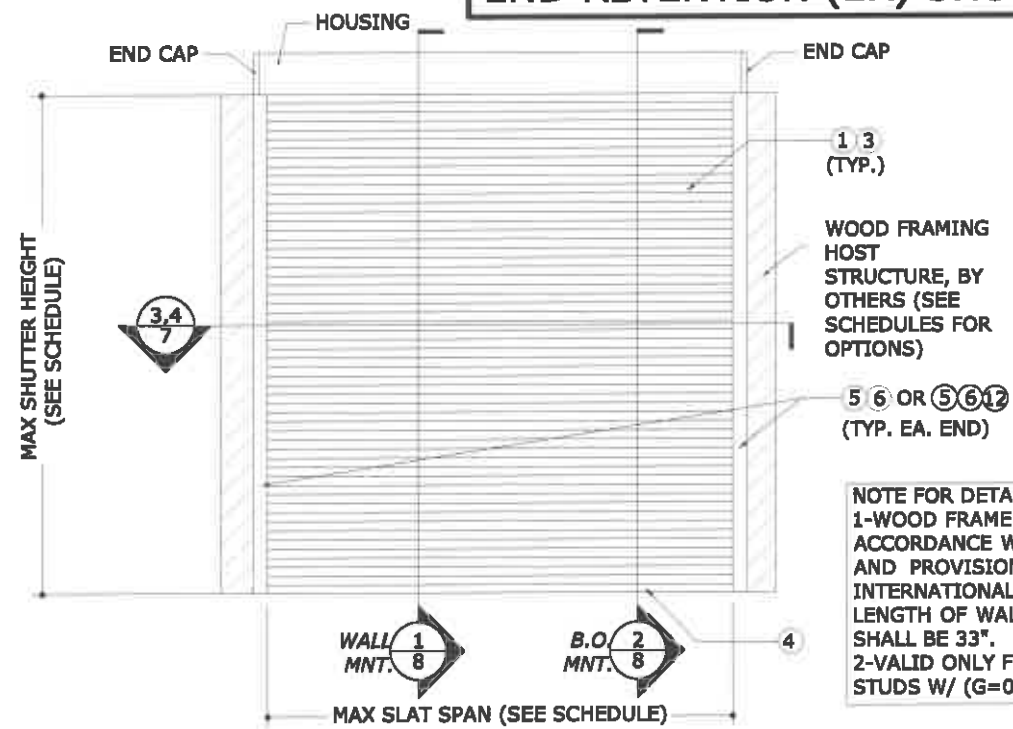 HOUSING
END CAP
END CAP
1 3
(TYP.)
WOOD FRAMING
HOST
STRUCTURE, BY
OTHERS (SEE
SCHEDULES FOR
OPTIONS)
MAX SHUTTER HEIGHT
(SEE SCHEDULE)
3,4
7
5 6 OR 5 6 12
(TYP. EA. END)
NOTE FOR
1-WOOD FRAME
ACCORDANCE
AND PROVISION
INTERNATIONAL
LENGTH OF
SHALL BE 33".
2-VALID ONLY
STUDS W/ (G=0
WALL
MNT.
1
8
B.O.
MNT.
2
8
4
MAX SLAT SPAN (SEE SCHEDULE)